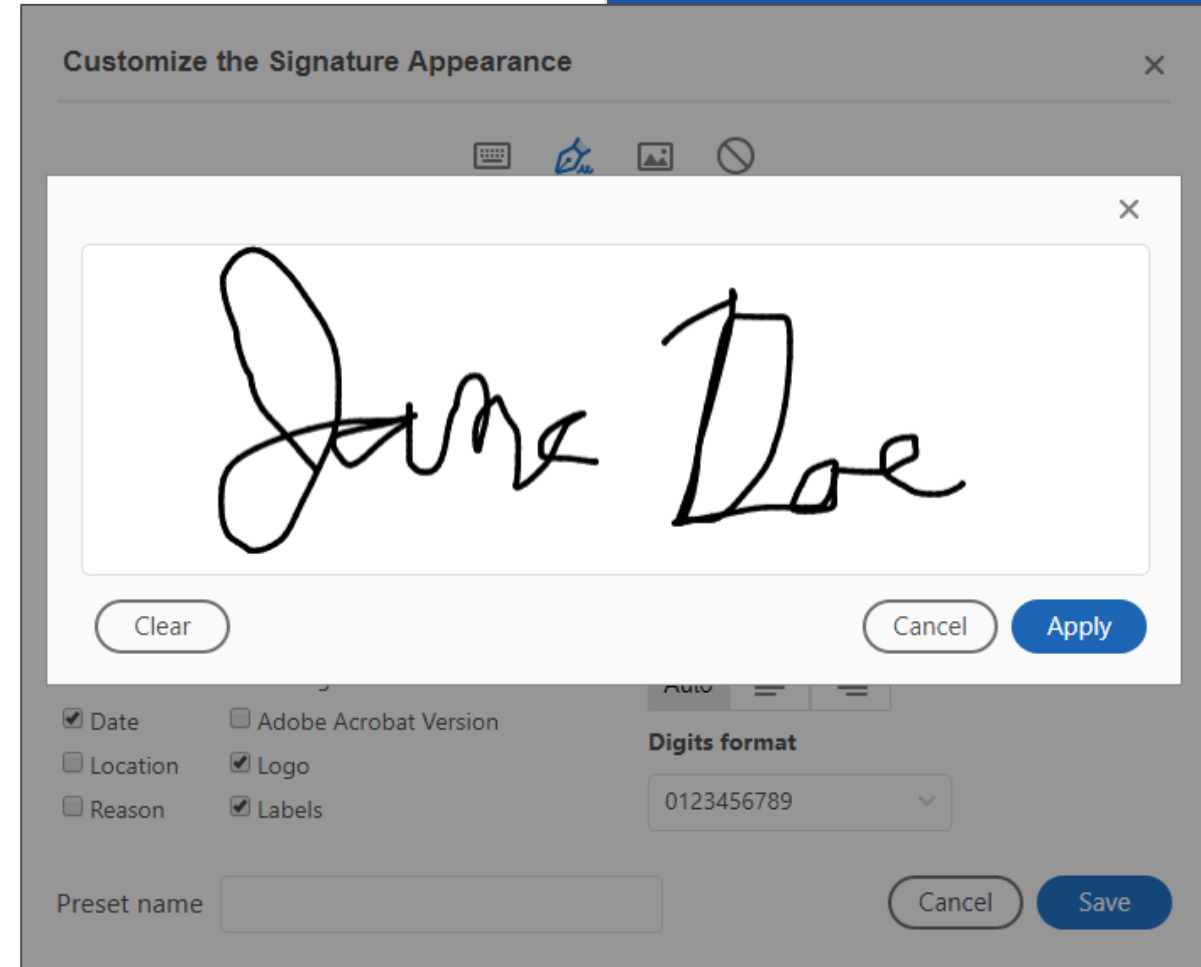 Customize the Signature Appearance
Jane Doe
Clear
Cancel
Apply
Auto
Date
Adobe Acrobat Version
Digits format
Location
Logo
0123456789
Reason
Labels
Preset name
Cancel
Save